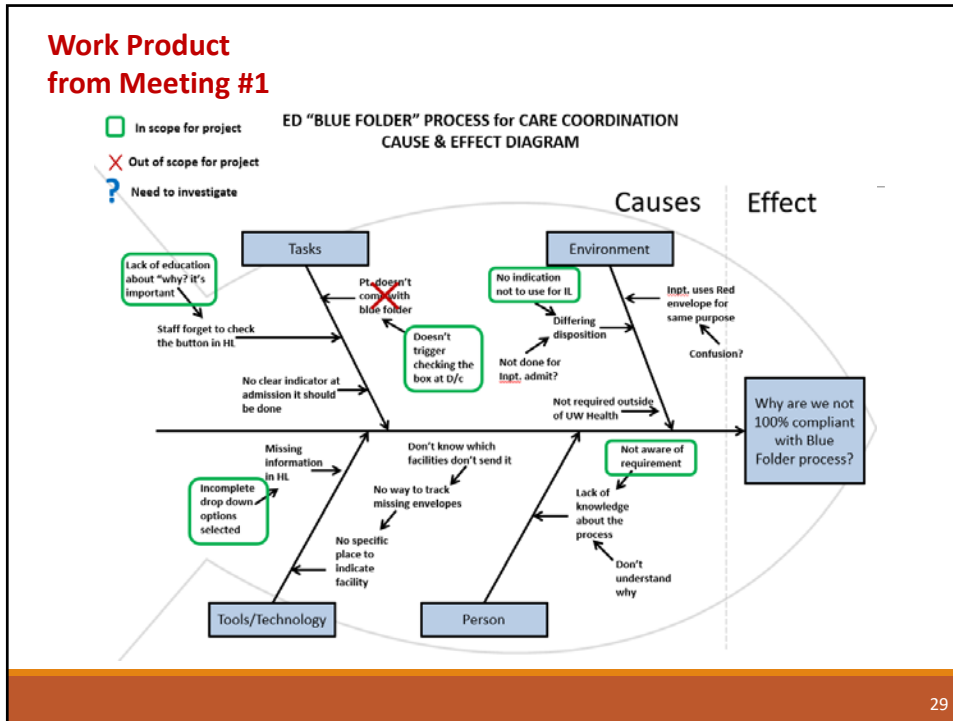 Work Product
from Meeting #1
ED “BLUE FOLDER” PROCESS for CARE COORDINATION
CAUSE & EFFECT DIAGRAM
In scope for project
Out of scope for project
? Need to investigate
Causes
Effect
Tasks
Environment
Lack of education
about “why? it’s
important
Staff forget to check
the button in HL
No clear indicator at
admission it should
be done
Pt. doesn’t
come with
blue folder
Doesn’t
trigger
checking the
box at D/c
No indication
not to use for IL
Differing
disposition
Not done for
Inpt. admit?
Not required outside
of UW Health
Inpt. uses Red
envelope for
same purpose
Confusion?
Why are we not
100% compliant
with Blue
Folder process?
Missing
information
in HL
Incomplete
drop down
options
selected
Don’t know which
facilities don’t send it
No way to track
missing envelopes
No specific
place to
indicate
facility
Not aware of
requirement
Lack of
knowledge
about the
process
Don’t
understand
why
Tools/Technology
Person
29